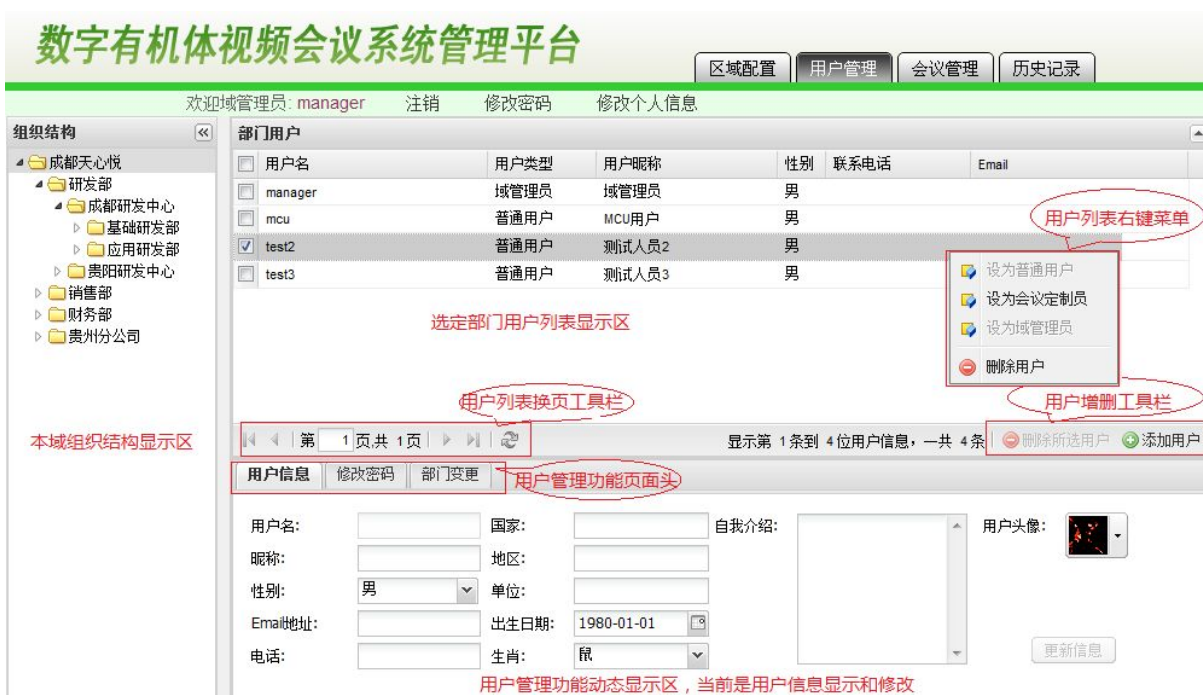 数字有机体视频会议系统管理平台
区域配置 用户管理 会议管理 历史记录
欢迎域管理员: manager 注销 修改密码 修改个人信息
组织结构
成都天心悦
研发部
成都研发中心
基础研发部
应用研发部
贵阳研发中心
销售部
财务部
贵州分公司
本域组织结构显示区
部门用户
用户名 用户类型 用户昵称 性别 联系电话 Email
manager 域管理员 域管理员 男
mcu 普通用户 MCU用户 男
test2 普通用户 测试人员2 男
test3 普通用户 测试人员3 男
用户列表右键菜单
设为普通用户
设为会议定制员
设为域管理员
删除用户
选定部门用户列表显示区
用户列表换页工具栏
用户增删工具栏
第 1 页,共 1页 显示第 1条到 4位用户信息，一共 4条 删除所选用户 添加用户
用户信息 修改密码 部门变更
用户管理功能页面头
用户名: 国家: 自我介绍: 用户头像:
昵称: 地区:
性别: 男 单位:
Email地址: 出生日期: 1980-01-01
电话: 生肖: 鼠
更新信息
用户管理功能动态显示区，当前是用户信息显示和修改